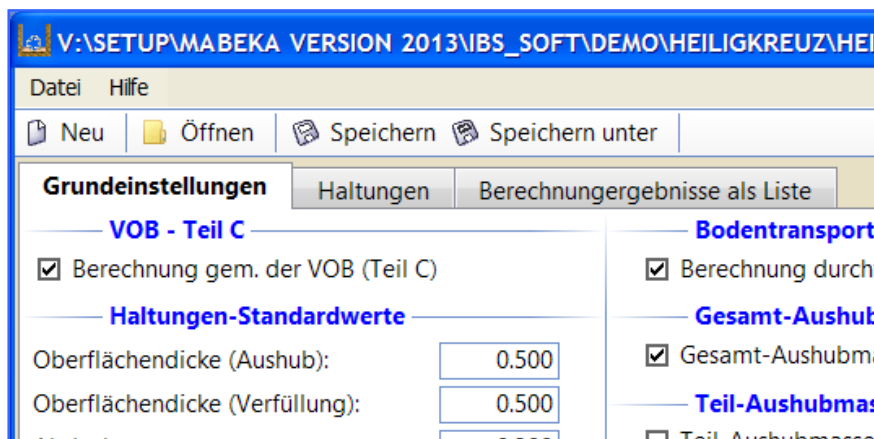 V:\SETUP\MABEKA VERSION 2013\IBS_SOFT\DEMO\HEILIGKREUZ\HEI
Datei Hilfe
Neu Öffnen Speichern Speichern unter
Grundeinstellungen Haltungen Berechnungergebnisse als Liste
VOB - Teil C Bodentransport
Berechnung gem. der VOB (Teil C) Berechnung durch
Haltungen-Standardwerte Gesamt-Aushub
Oberflächendicke (Aushub): 0.500 Gesamt-Aushubma
Oberflächendicke (Verfüllung): 0.500 Teil-Aushubmas